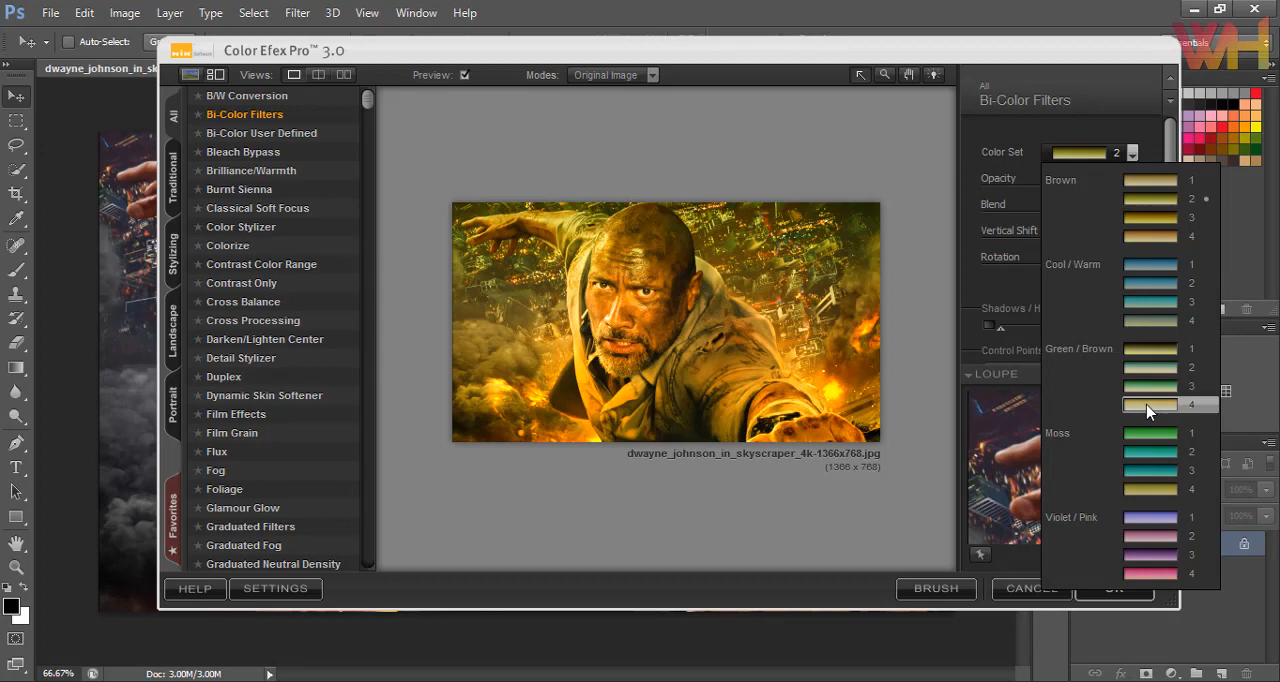 Ps File Edit Image Layer Type Select Filter 3D View Window Help
WH
Auto-Select:
entials
Color Efex Pro™ 3.0
dwayne_johnson_in_sk
Views:
Preview:
Modes: Original Image
All
Bi-Color Filters
All
Traditional
Stylizing
Landscape
Portrait
Favorites
B/W Conversion
Bi-Color Filters
Bi-Color User Defined
Bleach Bypass
Brilliance/Warmth
Burnt Sienna
Classical Soft Focus
Color Stylizer
Colorize
Contrast Color Range
Contrast Only
Cross Balance
Cross Processing
Darken/Lighten Center
Detail Stylizer
Duplex
Dynamic Skin Softener
Film Effects
Film Grain
Flux
Fog
Foliage
Glamour Glow
Graduated Filters
Graduated Fog
Graduated Neutral Density
dwayne_johnson_in_skyscraper_4k-1366x768.jpg
(1366 x 768)
Color Set 2
Opacity
Blend
Vertical Shift
Rotation
Shadows / H
Control Points
LOUPE
Brown 1
2
3
4
Cool / Warm 1
2
3
4
Green / Brown 1
2
3
4
Moss 1
2
3
4
Violet / Pink 1
2
3
4
100%
100%
HELP SETTINGS BRUSH CANCE
66.67% Doc: 3.00M/3.00M